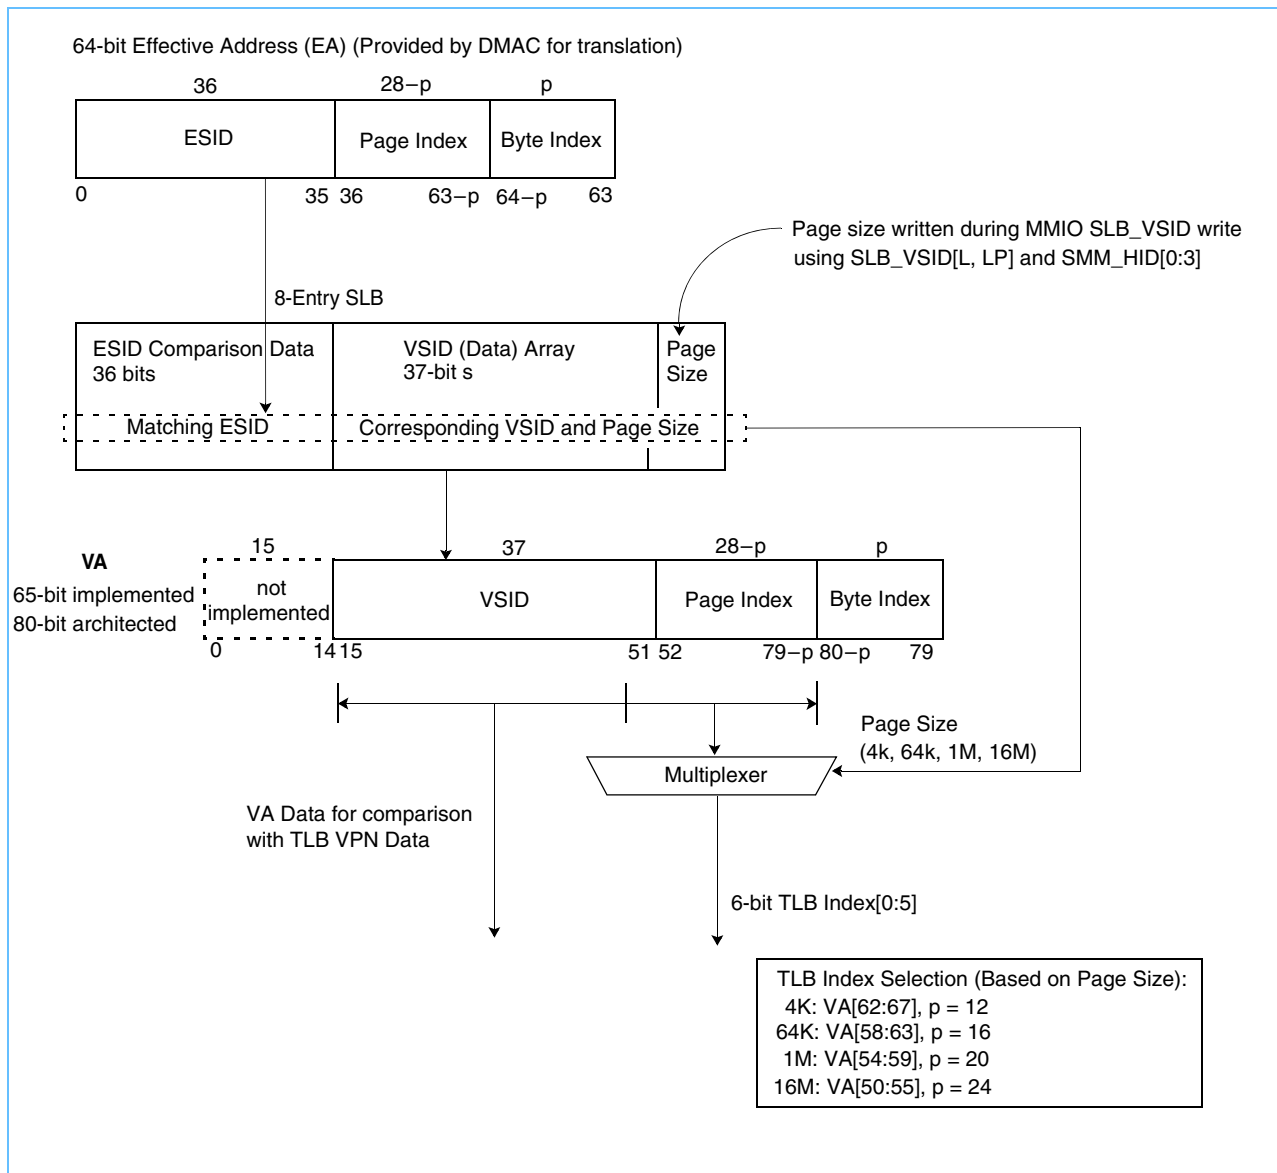 64-bit Effective Address (EA) (Provided by DMAC for translation)
36
28–p
p
ESID
Page Index
Byte Index
0
35
36
63–p
64–p
63
Page size written during MMIO SLB_VSID write
using SLB_VSID[L, LP] and SMM_HID[0:3]
8-Entry SLB
ESID Comparison Data
36 bits
VSID (Data) Array
37-bit s
Page
Size
Matching ESID
Corresponding VSID and Page Size
VA
65-bit implemented
80-bit architected
15
37
28–p
p
not
implemented
VSID
Page Index
Byte Index
0
14
15
51
52
79–p
80–p
79
Page Size
(4k, 64k, 1M, 16M)
Multiplexer
VA Data for comparison
with TLB VPN Data
6-bit TLB Index[0:5]
TLB Index Selection (Based on Page Size):
4K: VA[62:67], p = 12
64K: VA[58:63], p = 16
1M: VA[54:59], p = 20
16M: VA[50:55], p = 24